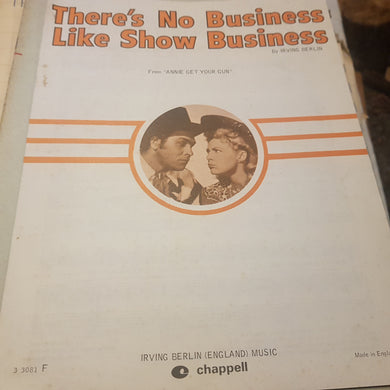 There's No Business
Like Show Business
By IRVING BERLIN
From "ANNIE GET YOUR GUN"
IRVING BERLIN (ENGLAND) MUSIC
chappell
3 3081 F
Made in